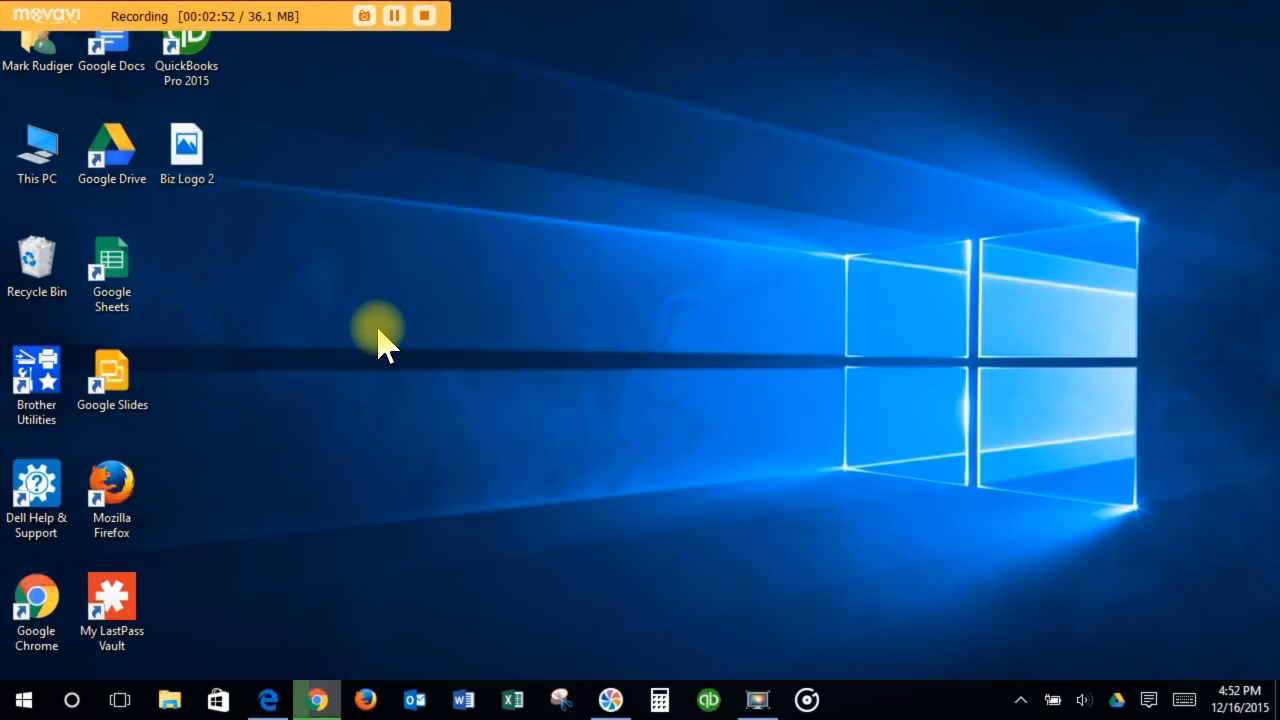 movavi Recording [00:02:52 / 36.1 MB]
Mark Rudiger Google Docs QuickBooks
Pro 2015
This PC Google Drive Biz Logo 2
Recycle Bin Google
Sheets
Brother
Utilities
Google Slides
Dell Help &
Support
Mozilla
Firefox
Google
Chrome
My LastPass
Vault
4:52 PM
12/16/2015